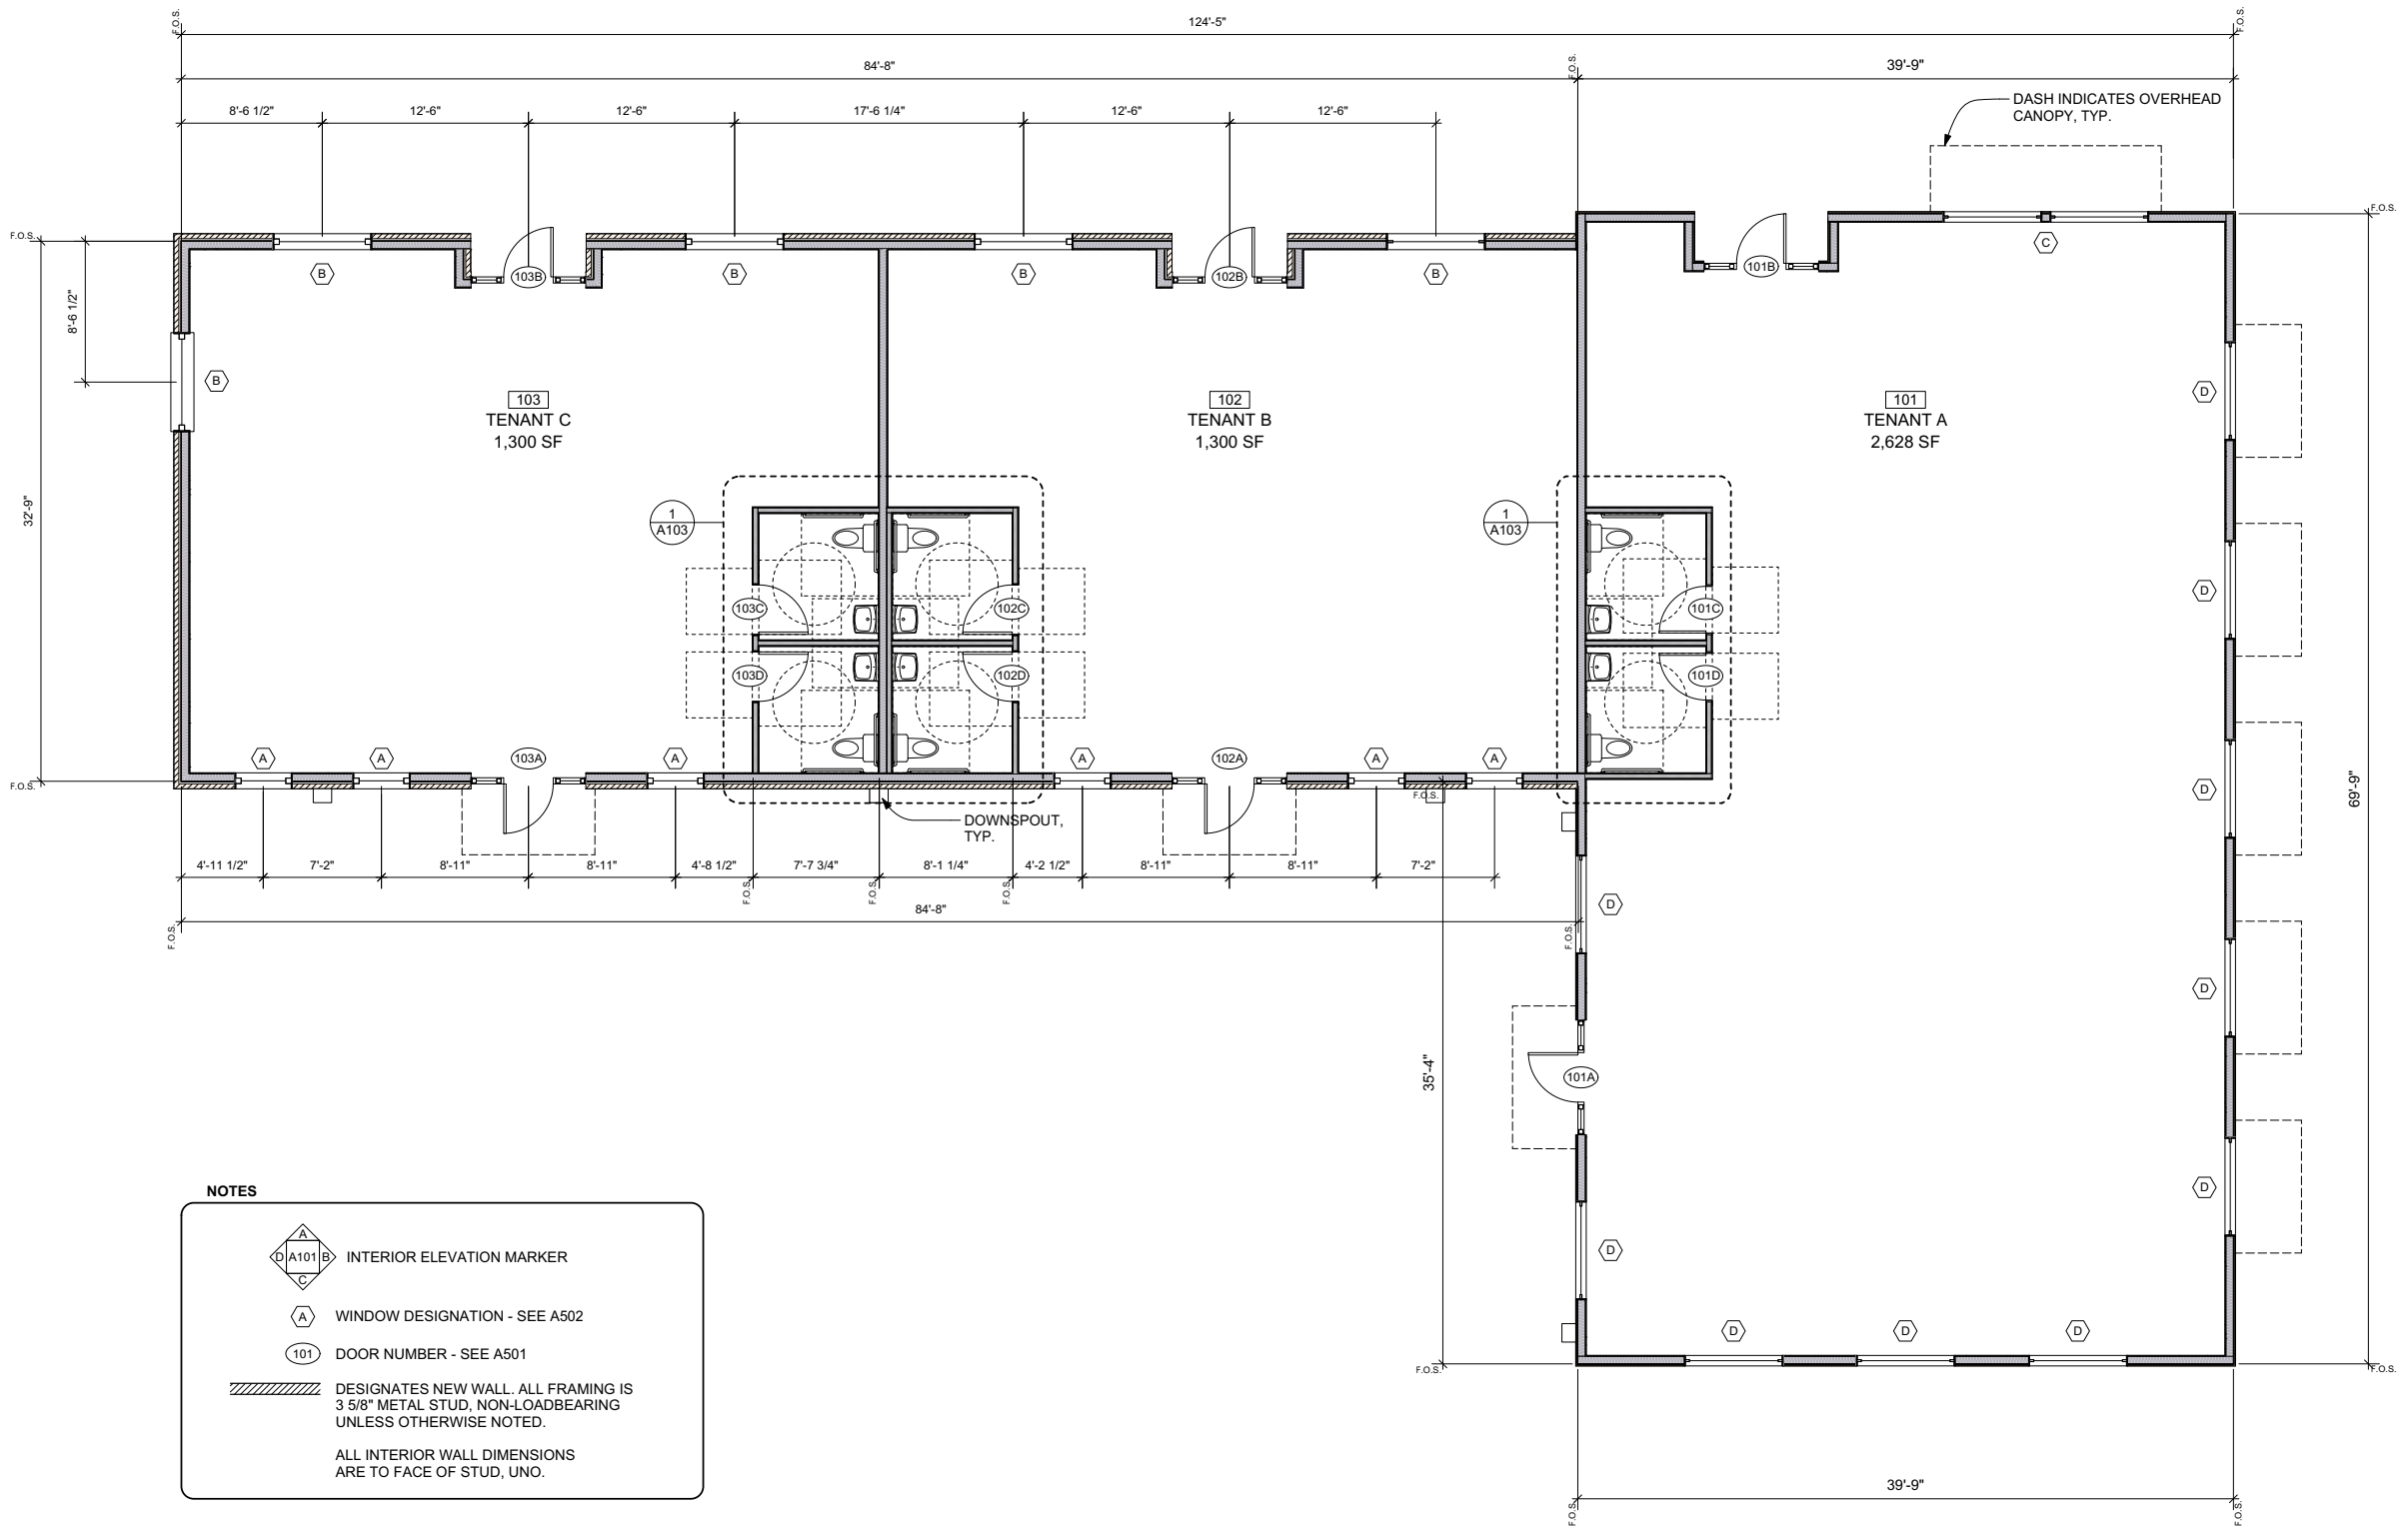 F.O.S.
124'-5"
F.O.S.
84'-8"
F.O.S.
39'-9"
8'-6 1/2"
12'-6"
12'-6"
17'-6 1/4"
12'-6"
12'-6"
DASH INDICATES OVERHEAD
CANOPY, TYP.
F.O.S.
F.O.S.
8'-6 1/2"
32'-9"
B
103B
B
B
102B
B
101B
C
B
D
103
TENANT C
1,300 SF
102
TENANT B
1,300 SF
101
TENANT A
2,628 SF
1
A103
1
A103
D
103C
102C
101C
103D
102D
101D
A
A
103A
A
A
102A
A
A
D
69'-9"
F.O.S.
F.O.S.
DOWNSPOUT,
TYP.
4'-11 1/2"
7'-2"
8'-11"
8'-11"
4'-8 1/2"
7'-7 3/4"
8'-1 1/4"
4'-2 1/2"
8'-11"
8'-11"
7'-2"
F.O.S.
F.O.S.
F.O.S.
84'-8"
F.O.S.
F.O.S.
D
D
35'-4"
101A
D
D
D
D
D
F.O.S.
F.O.S.
NOTES
A
D
A101
B
C
INTERIOR ELEVATION MARKER
A
WINDOW DESIGNATION - SEE A502
101
DOOR NUMBER - SEE A501
DESIGNATES NEW WALL. ALL FRAMING IS
3 5/8" METAL STUD, NON-LOADBEARING
UNLESS OTHERWISE NOTED.
ALL INTERIOR WALL DIMENSIONS
ARE TO FACE OF STUD, UNO.
39'-9"
F.O.S.
F.O.S.